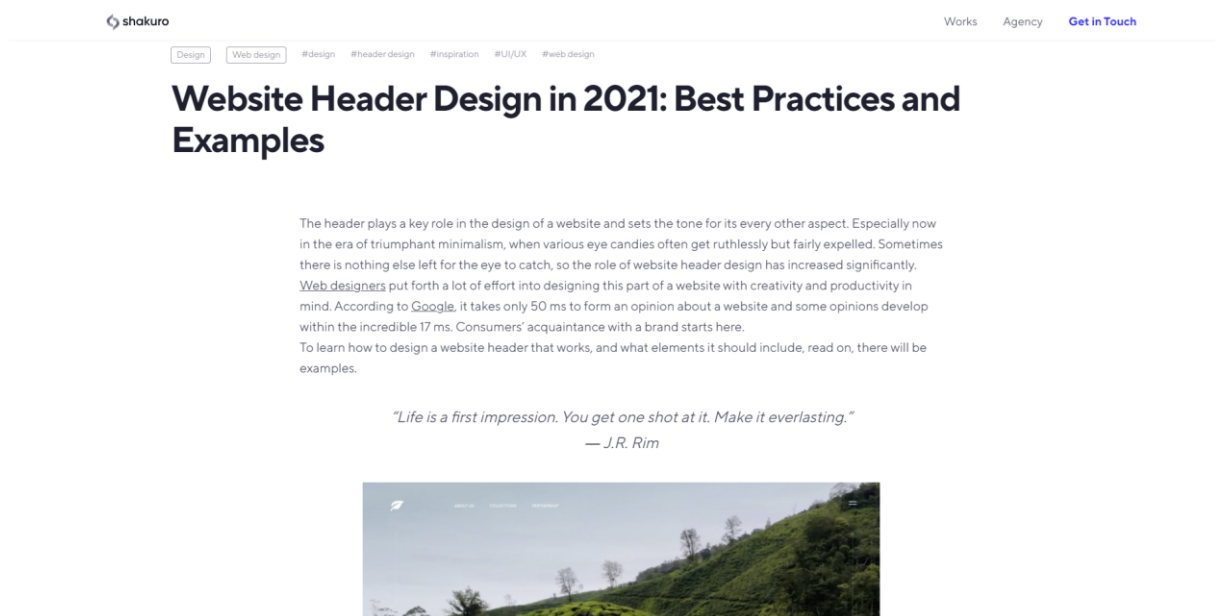 shakuro
Works Agency Get in Touch
Design Web design #design #header design #inspiration #UI/UX #web design
Website Header Design in 2021: Best Practices and
Examples
The header plays a key role in the design of a website and sets the tone for its every other aspect. Especially now
in the era of triumphant minimalism, when various eye candies often get ruthlessly but fairly expelled. Sometimes
there is nothing else left for the eye to catch, so the role of website header design has increased significantly.
Web designers put forth a lot of effort into designing this part of a website with creativity and productivity in
mind. According to Google, it takes only 50 ms to form an opinion about a website and some opinions develop
within the incredible 17 ms. Consumers’ acquaintance with a brand starts here.
To learn how to design a website header that works, and what elements it should include, read on, there will be
examples.
“Life is a first impression. You get one shot at it. Make it everlasting.”
— J.R. Rim
ABOUT US COLLECTIONS